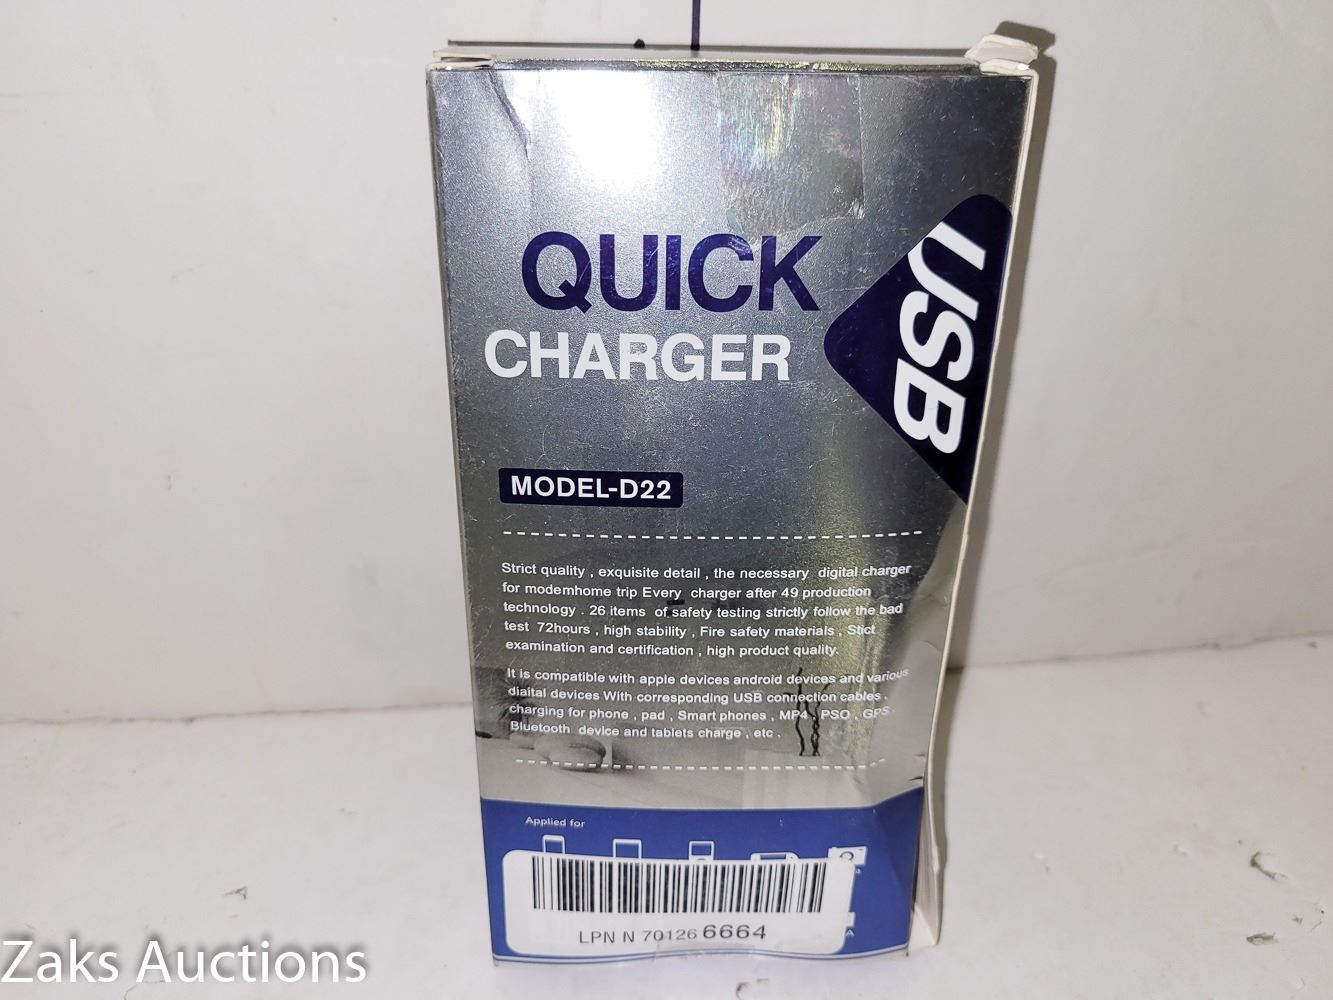 QUICK
CHARGER
USB
MODEL-D22
Strict quality , exquisite detail , the necessary digital charger
for modemhome trip Every charger after 49 production
technology . 26 items of safety testing strictly follow the bad
test 72hours , high stability , Fire safety materials , Stict
examination and certification , high product quality.
It is compatible with apple devices android devices and various
diaital devices With corresponding USB connection cables .
charging for phone , pad , Smart phones , MP4 , PSO , GPS .
Bluetooth device and tablets charge , etc .
Applied for
LPN N 70126 6664
Zaks Auctions